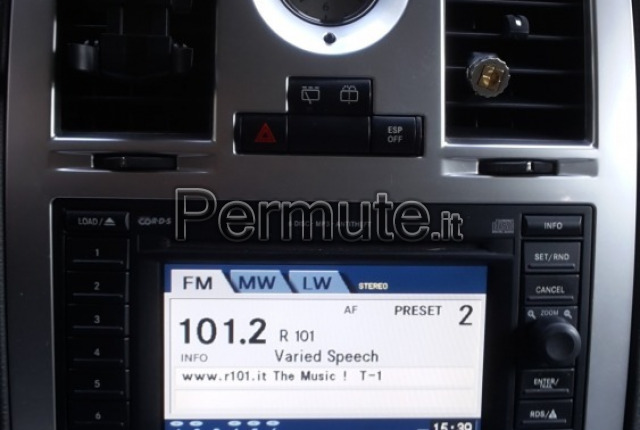 ESP
OFF
LOAD/
R·D·S
Permute.it
INFO
1
SET/RND
2
CANCEL
3
ZOOM
4
5
ENTER/
6
RDS/
FM MW LW STEREO
AF PRESET 2
101.2 R 101
INFO Varied Speech
www.r101.it The Music ! T-1
15:39